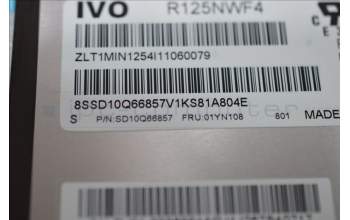 IVO R125NWF4
ZLT1MIN1254I11060079
8SSD10Q66857V1KS81A804E
S P/N:SD10Q66857 FRU:01YN108 801 MADE